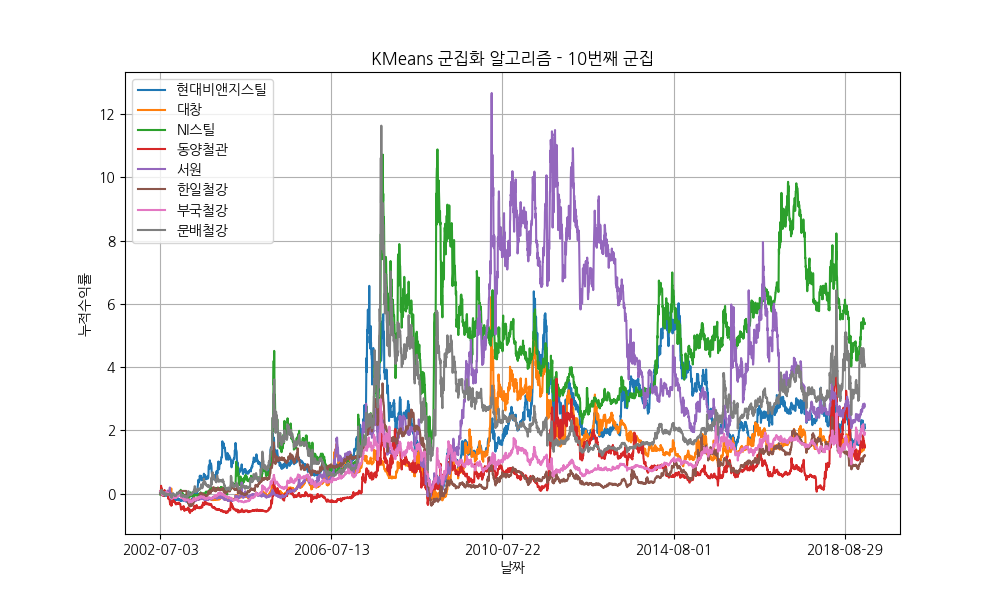 KMeans 군집화 알고리즘 - 10번째 군집
현대비앤지스틸
대창
NI스틸
동양철관
서원
한일철강
부국철강
문배철강
누적수익률
12
10
8
6
4
2
0
2002-07-03 2006-07-13 2010-07-22 2014-08-01 2018-08-29
날짜